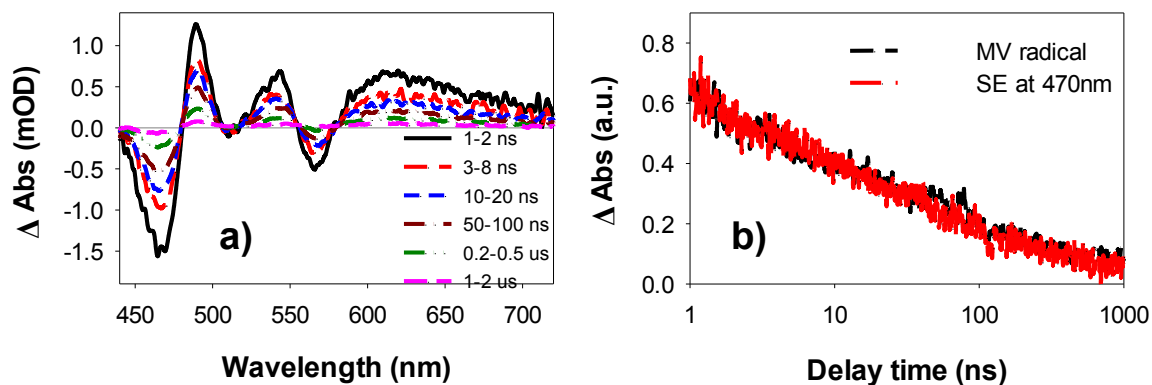 Δ Abs (mOD)
1.0
0.5
0.0
-0.5
-1.0
-1.5
a)
1-2 ns
3-8 ns
10-20 ns
50-100 ns
0.2-0.5 us
1-2 us
450 500 550 600 650 700
Wavelength (nm)
Δ Abs (a.u.)
0.8
0.6
0.4
0.2
0.0
MV radical
SE at 470nm
b)
1 10 100 1000
Delay time (ns)